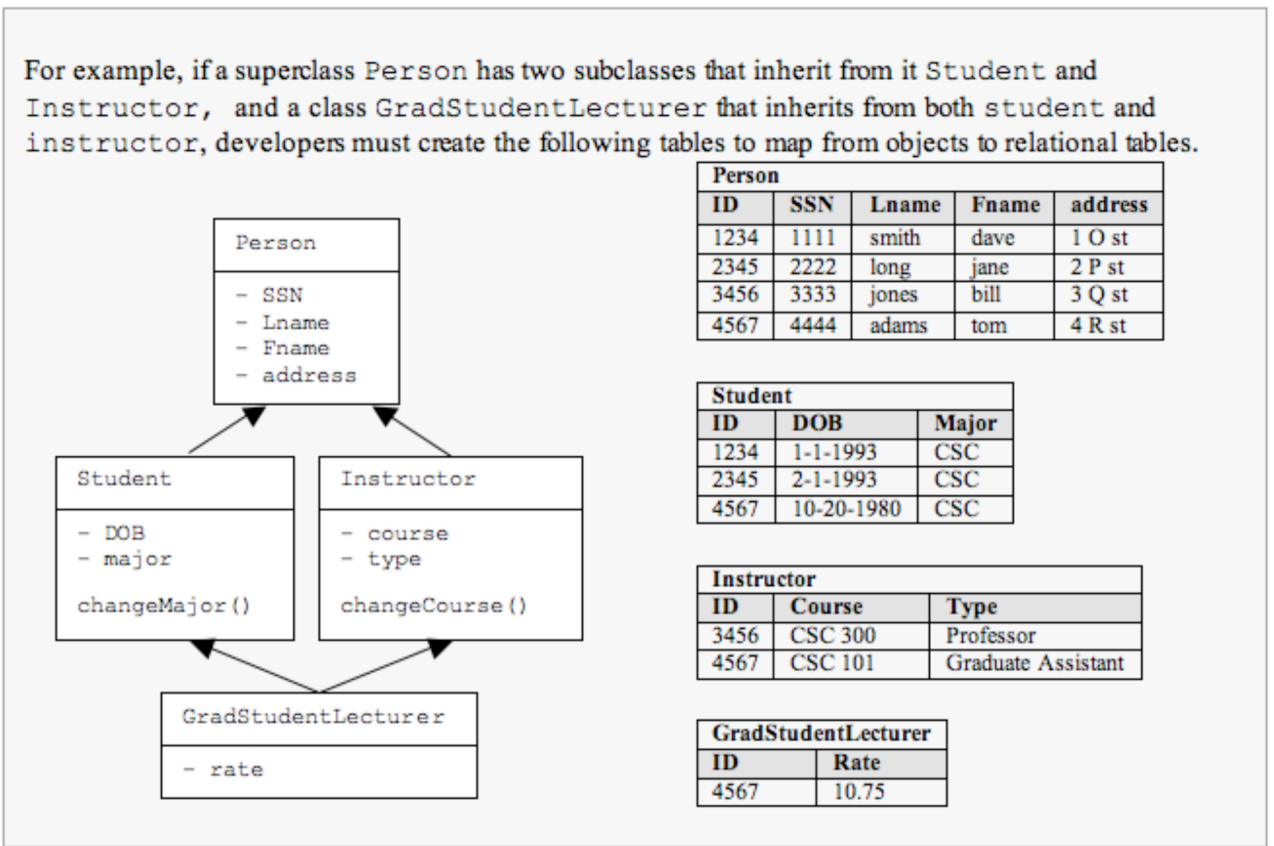 For example, if a superclass Person has two subclasses that inherit from it Student and
Instructor, and a class GradStudentLecturer that inherits from both student and
instructor, developers must create the following tables to map from objects to relational tables.
Person
- SSN
- Lname
- Fname
- address
Student
- DOB
- major
changeMajor()
Instructor
- course
- type
changeCourse()
GradStudentLecturer
- rate
Person
ID SSN Lname Fname address
1234 1111 smith dave 1 O st
2345 2222 long jane 2 P st
3456 3333 jones bill 3 Q st
4567 4444 adams tom 4 R st
Student
ID DOB Major
1234 1-1-1993 CSC
2345 2-1-1993 CSC
4567 10-20-1980 CSC
Instructor
ID Course Type
3456 CSC 300 Professor
4567 CSC 101 Graduate Assistant
GradStudentLecturer
ID Rate
4567 10.75